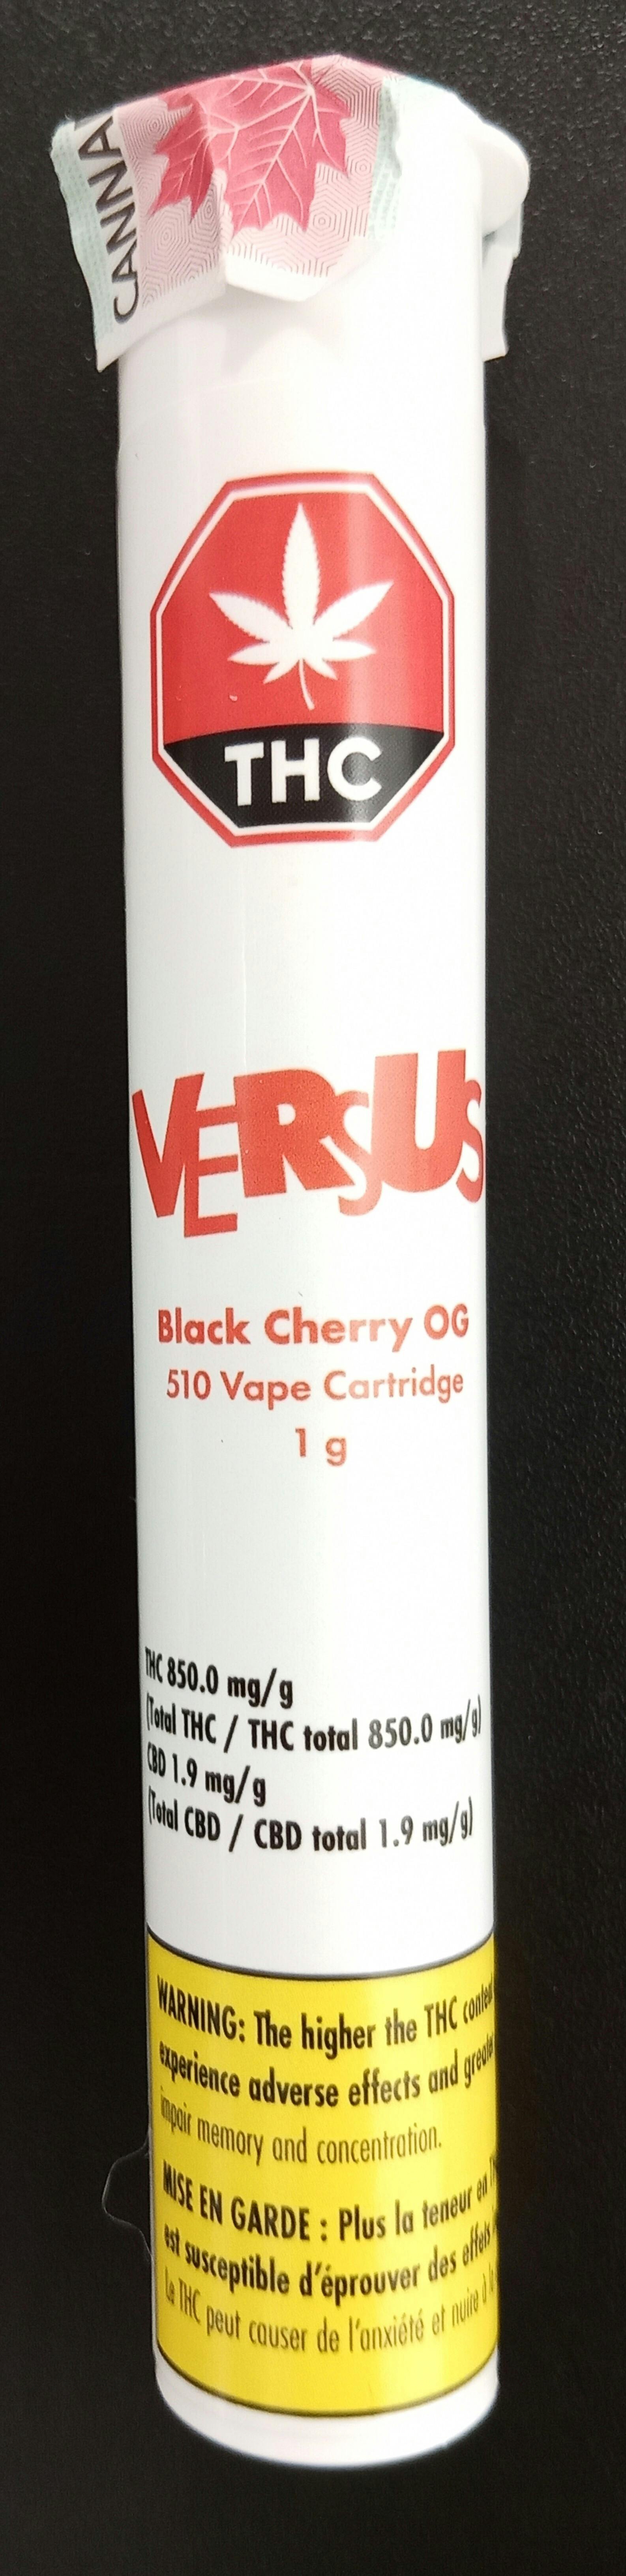 CANNA
THC
VERSUS
Black Cherry OG
510 Vape Cartridge
1 g
THC 850.0 mg/g
(Total THC / THC total 850.0 mg/g)
CBD 1.9 mg/g
(Total CBD / CBD total 1.9 mg/g)
WARNING: The higher the THC content
experience adverse effects and greater
impair memory and concentration.
MISE EN GARDE : Plus la teneur en
est susceptible d'éprouver des effets
Le THC peut causer de l'anxiété et nuire à